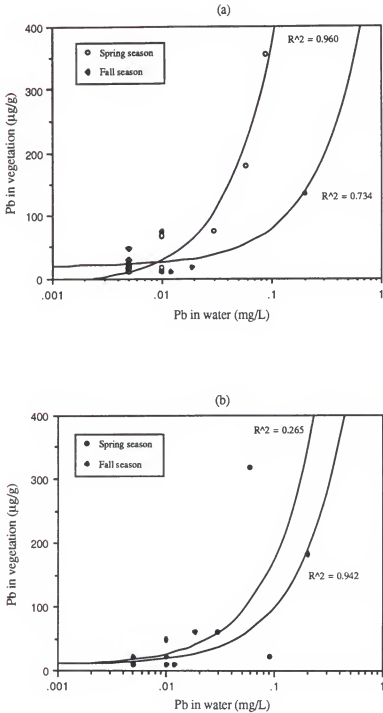 (a)
400
300
200
100
0
Pb in vegetation (µg/g)
Spring season
Fall season
R^2 = 0.960
R^2 = 0.734
.001
.01
.1
1
Pb in water (mg/L)
(b)
400
300
200
100
0
Pb in vegetation (µg/g)
Spring season
Fall season
R^2 = 0.265
R^2 = 0.942
.001
.01
.1
1
Pb in water (mg/L)